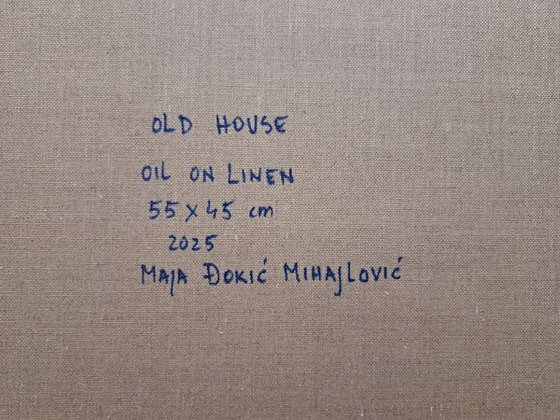 OLD HOUSE
OIL ON LINEN
55 x 45 cm
2025
MAJA ĐOKIĆ MIHAJLOVIĆ